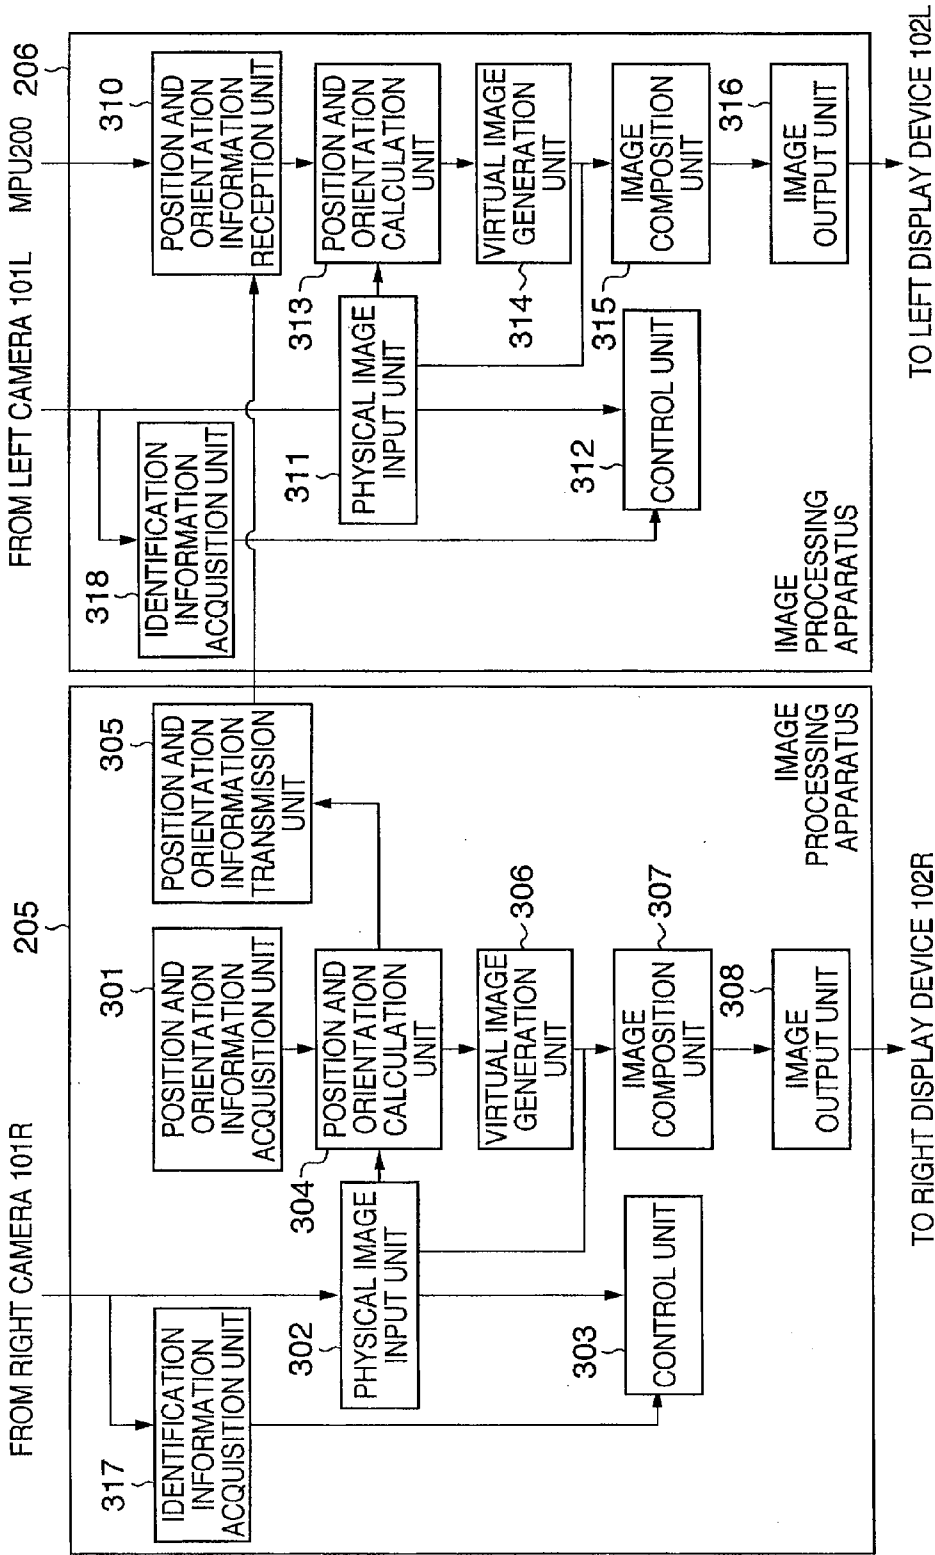 FROM RIGHT CAMERA 101R
205
317
IDENTIFICATION
INFORMATION
ACQUISITION UNIT
301
POSITION AND
ORIENTATION
INFORMATION
ACQUISITION UNIT
305
POSITION AND
ORIENTATION
INFORMATION
TRANSMISSION
UNIT
302
PHYSICAL IMAGE
INPUT UNIT
304
POSITION AND
ORIENTATION
CALCULATION
UNIT
306
VIRTUAL IMAGE
GENERATION
UNIT
303
CONTROL UNIT
307
IMAGE
COMPOSITION
UNIT
308
IMAGE
OUTPUT UNIT
IMAGE
PROCESSING
APPARATUS
TO RIGHT DISPLAY DEVICE 102R
FROM LEFT CAMERA 101L
MPU200
206
318
IDENTIFICATION
INFORMATION
ACQUISITION UNIT
310
POSITION AND
ORIENTATION
INFORMATION
RECEPTION UNIT
311
PHYSICAL IMAGE
INPUT UNIT
313
POSITION AND
ORIENTATION
CALCULATION
UNIT
314
VIRTUAL IMAGE
GENERATION
UNIT
312
CONTROL UNIT
315
IMAGE
COMPOSITION
UNIT
316
IMAGE
OUTPUT UNIT
IMAGE
PROCESSING
APPARATUS
TO LEFT DISPLAY DEVICE 102L